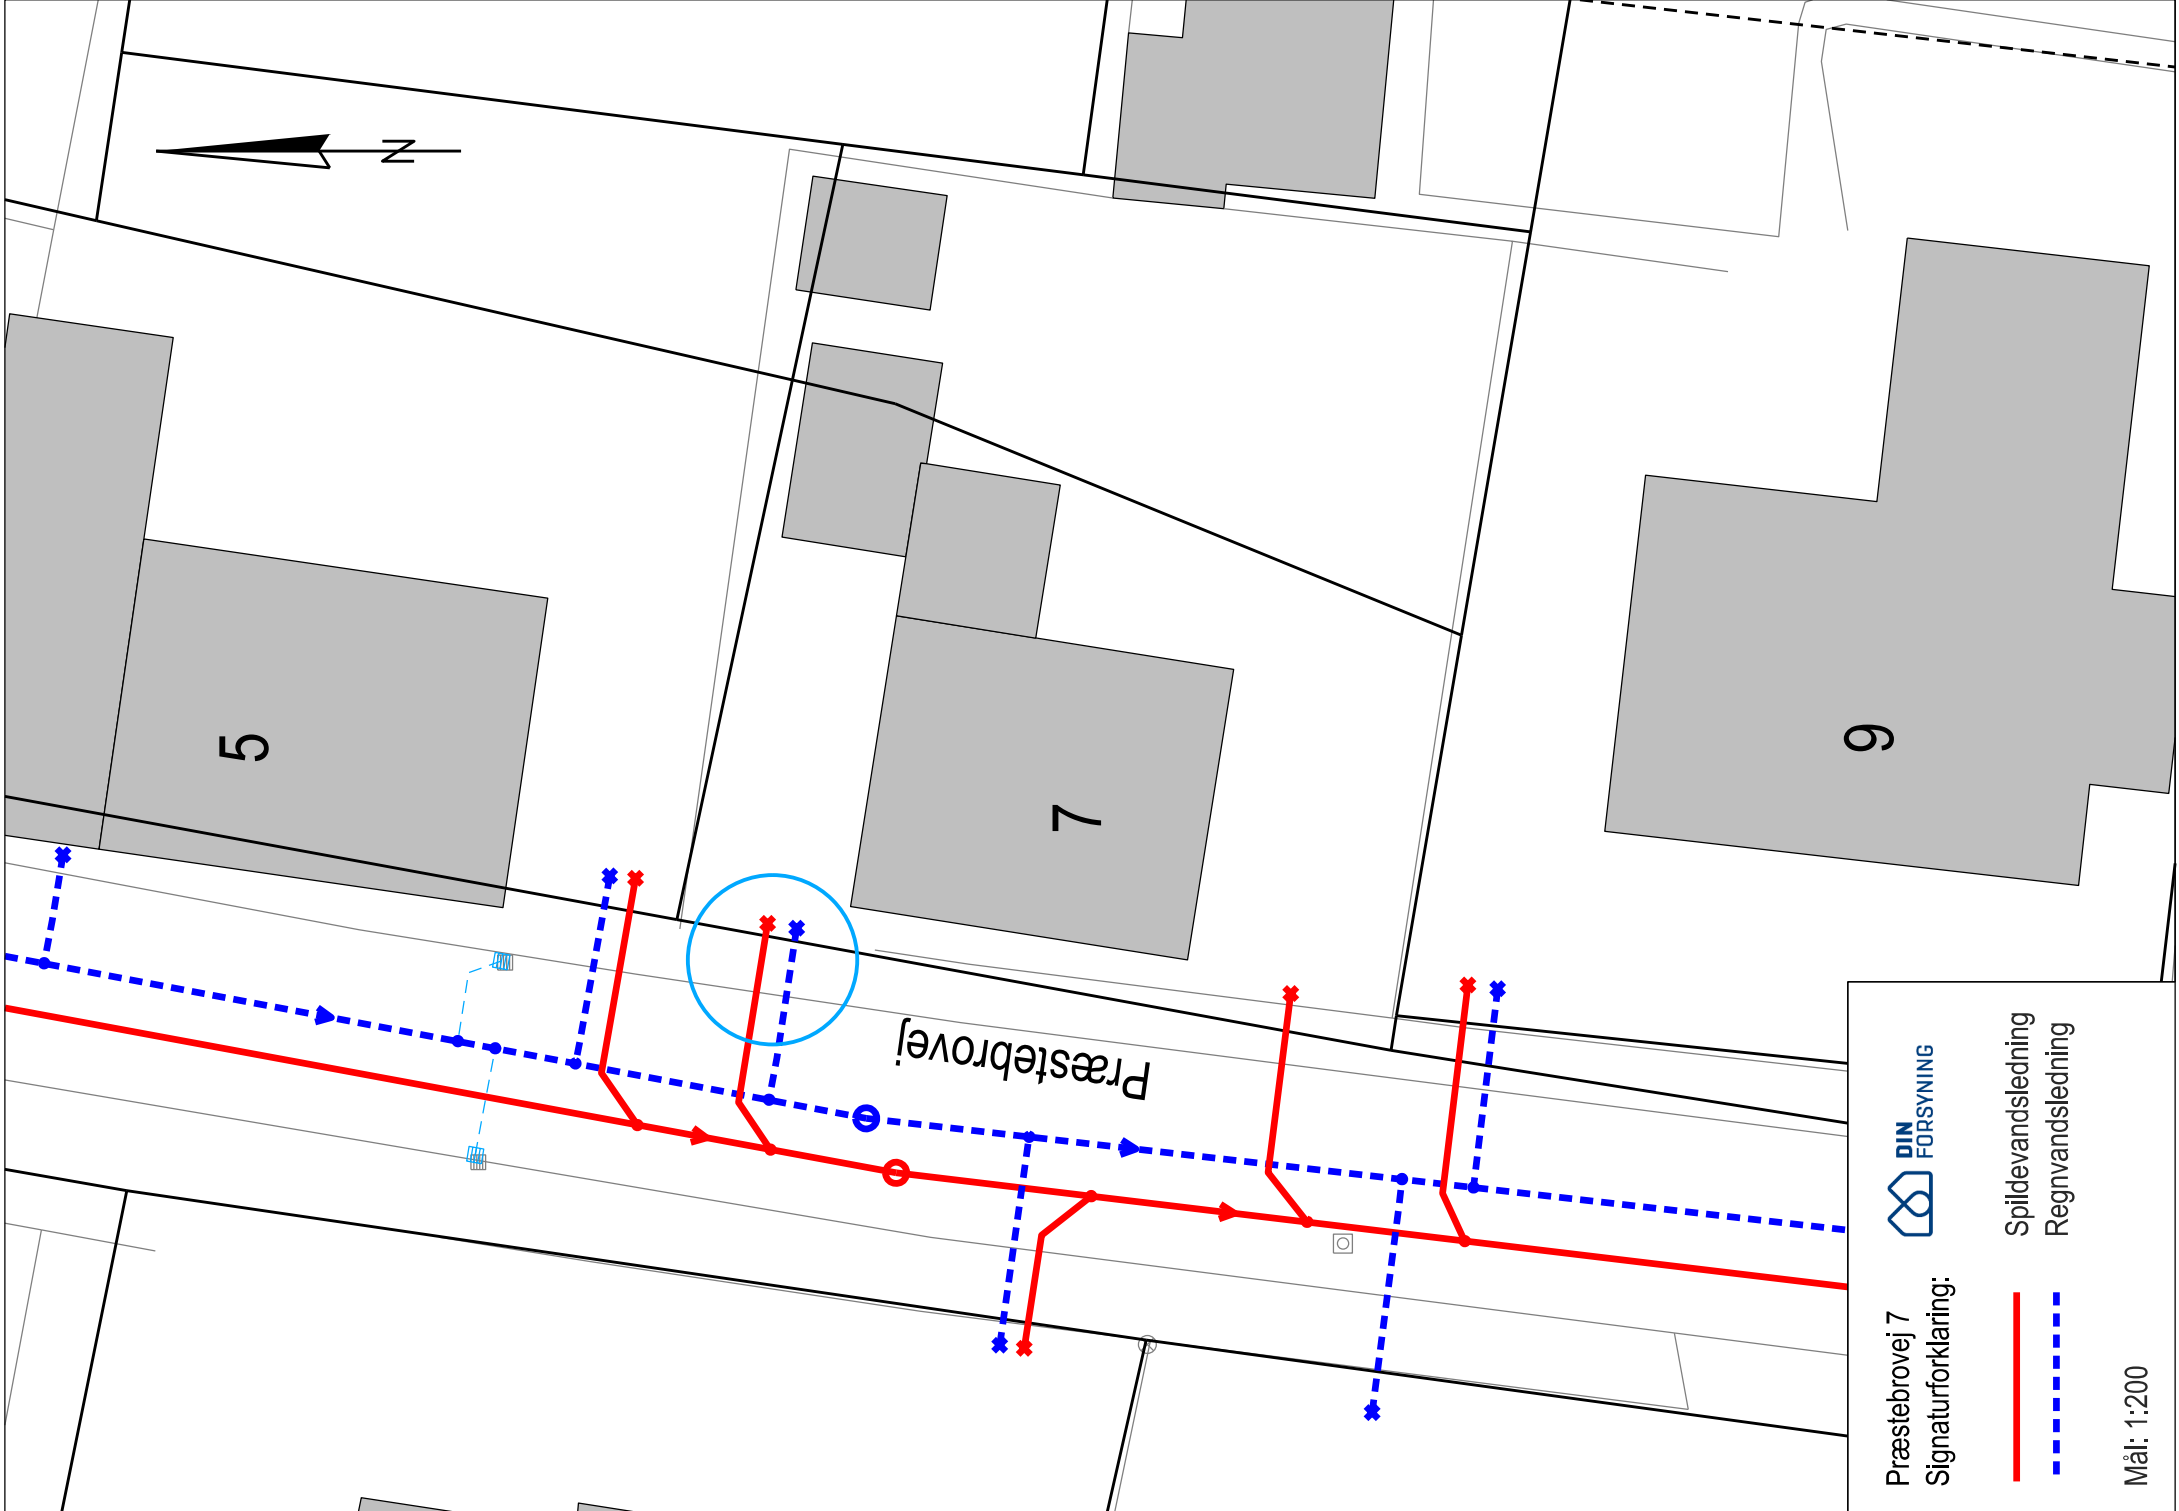 N
5
7
9
Præstebrovej
DIN
FORSYNING
Præstebrovej 7
Signaturforklaring:
Spildevandsledning
Regnvandsledning
Mål: 1:200